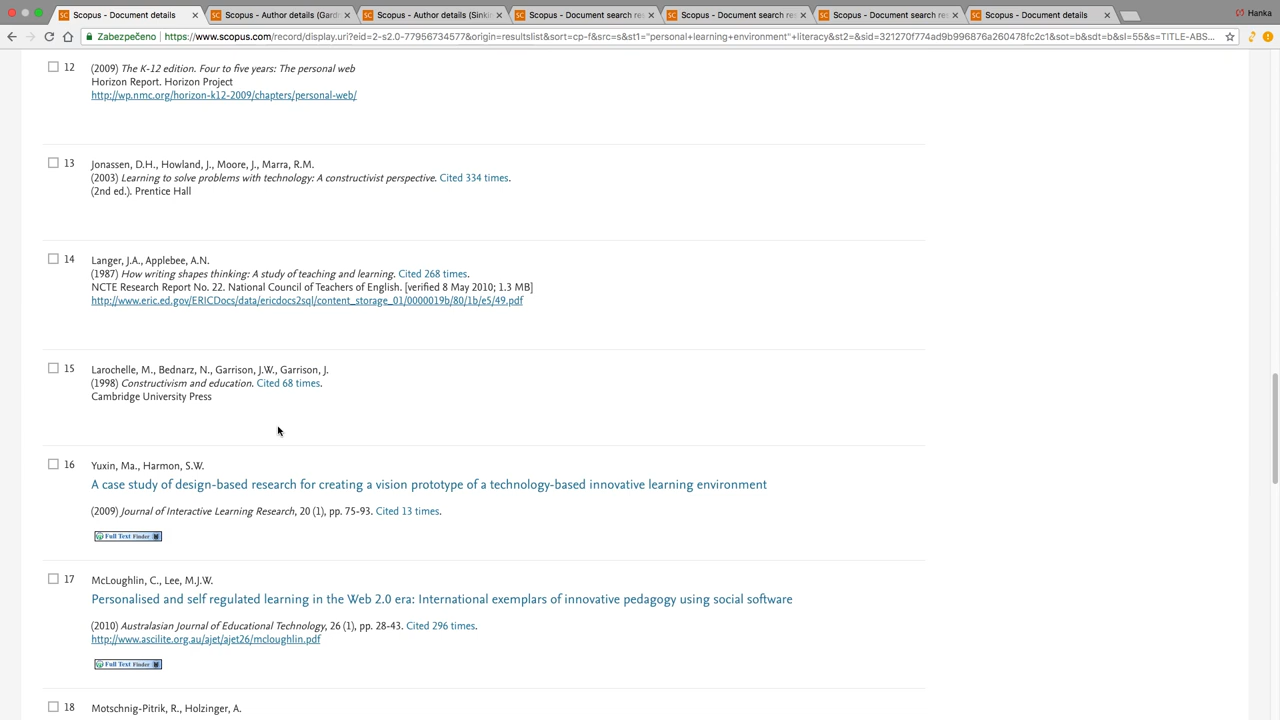 Scopus - Document details
Scopus - Author details (Gard
Scopus - Author details (Sinki
Scopus - Document search res
Scopus - Document search res
Scopus - Document search res
Scopus - Document details
Hanka
Zabezpečeno
https://www.scopus.com/record/display.uri?eid=2-s2.0-77956734577&origin=resultslist&sort=cp-f&src=s&st1="personal+learning+environment"+literacy&st2=&sid=321270f774ad9b996876a260478fc2c1&sot=b&sdt=b&sl=55&s=TITLE-ABS...
12
(2009) The K-12 edition. Four to five years: The personal web
Horizon Report. Horizon Project
http://wp.nmc.org/horizon-k12-2009/chapters/personal-web/
13
Jonassen, D.H., Howland, J., Moore, J., Marra, R.M.
(2003) Learning to solve problems with technology: A constructivist perspective. Cited 334 times.
(2nd ed.). Prentice Hall
14
Langer, J.A., Applebee, A.N.
(1987) How writing shapes thinking: A study of teaching and learning. Cited 268 times.
NCTE Research Report No. 22. National Council of Teachers of English. [verified 8 May 2010; 1.3 MB]
http://www.eric.ed.gov/ERICDocs/data/ericdocs2sql/content_storage_01/0000019b/80/1b/e5/49.pdf
15
Larochelle, M., Bednarz, N., Garrison, J.W., Garrison, J.
(1998) Constructivism and education. Cited 68 times.
Cambridge University Press
16
Yuxin, Ma., Harmon, S.W.
A case study of design-based research for creating a vision prototype of a technology-based innovative learning environment
(2009) Journal of Interactive Learning Research, 20 (1), pp. 75-93. Cited 13 times.
Full Text Finder
17
McLoughlin, C., Lee, M.J.W.
Personalised and self regulated learning in the Web 2.0 era: International exemplars of innovative pedagogy using social software
(2010) Australasian Journal of Educational Technology, 26 (1), pp. 28-43. Cited 296 times.
http://www.ascilite.org.au/ajet/ajet26/mcloughlin.pdf
Full Text Finder
18
Motschnig-Pitrik, R., Holzinger, A.